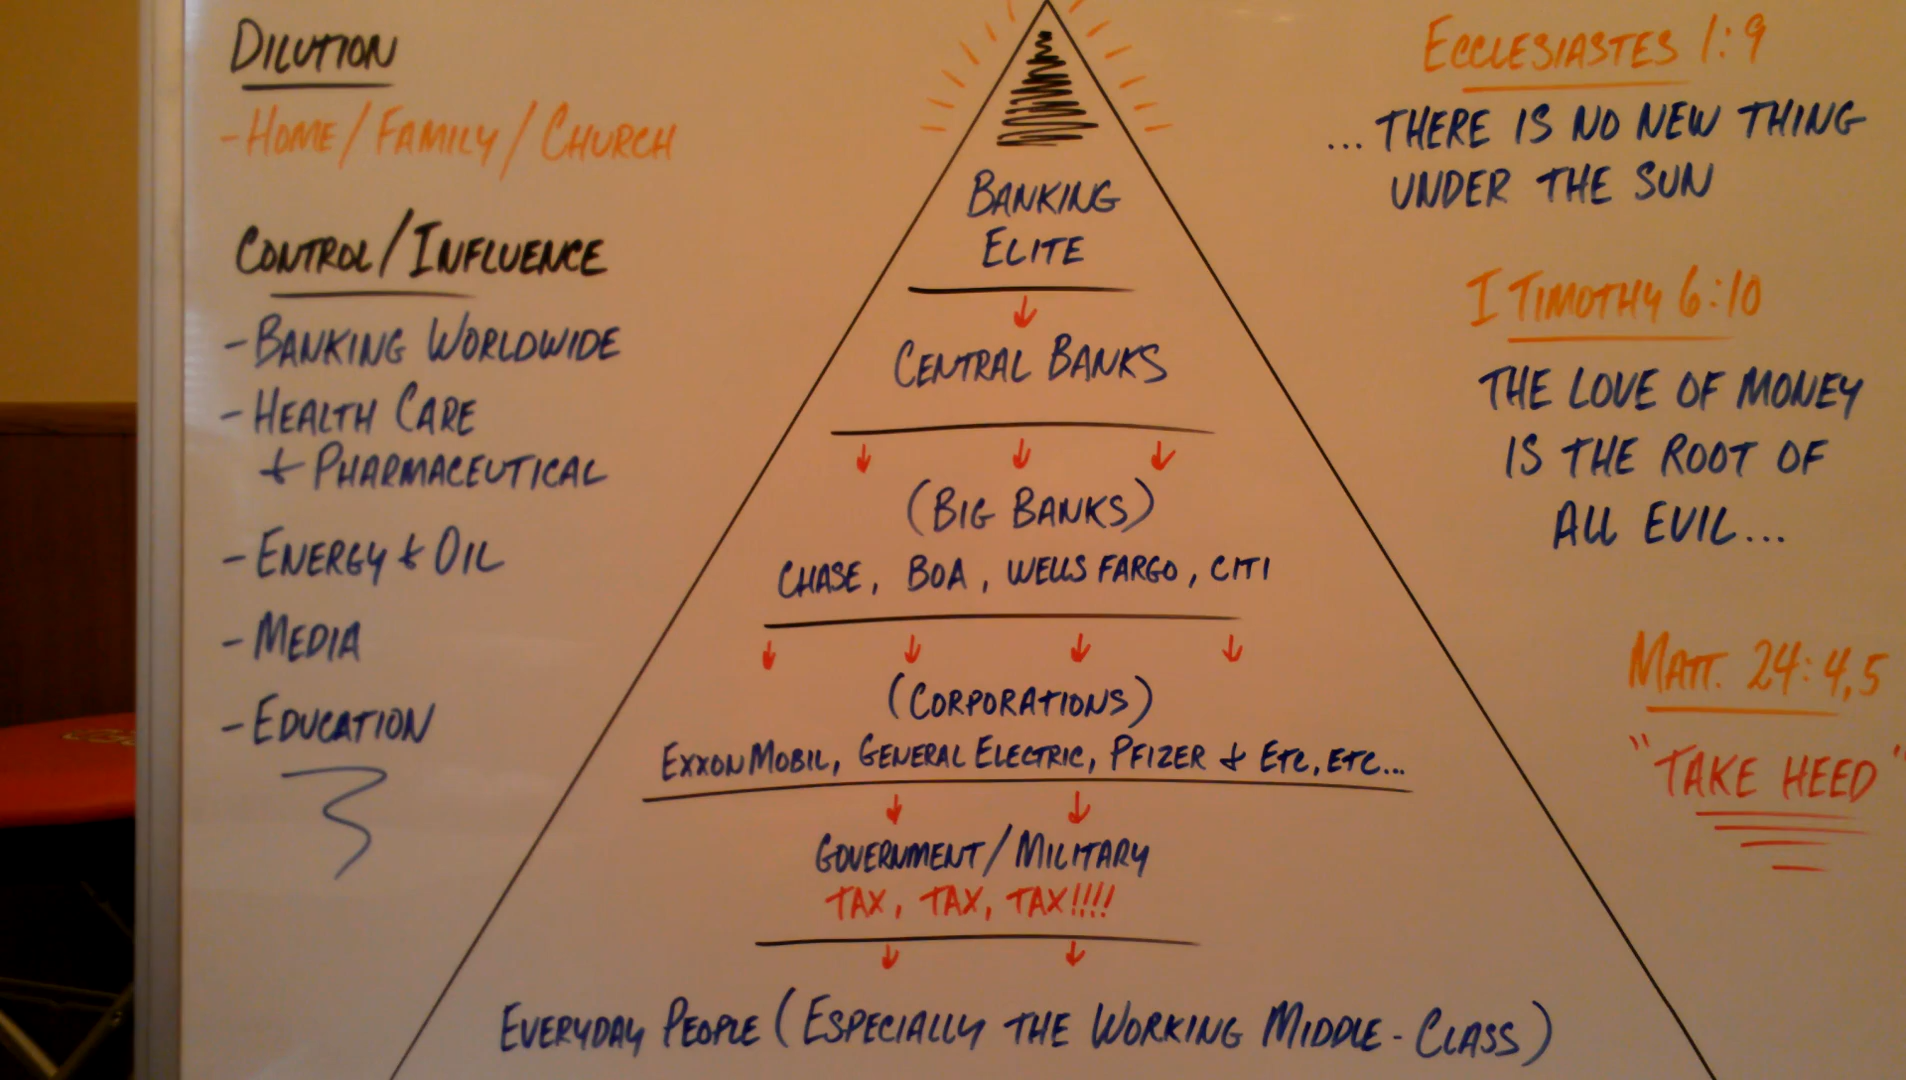 DILUTION
- HOME / FAMILY / CHURCH
CONTROL / INFLUENCE
- BANKING WORLDWIDE
- HEALTH CARE
& PHARMACEUTICAL
- ENERGY & OIL
- MEDIA
- EDUCATION
BANKING
ELITE
CENTRAL BANKS
(BIG BANKS)
CHASE, BOA, WELLS FARGO, CITI
(CORPORATIONS)
EXXONMOBIL, GENERAL ELECTRIC, PFIZER & ETC, ETC...
GOVERNMENT / MILITARY
TAX, TAX, TAX!!!!
EVERYDAY PEOPLE (ESPECIALLY THE WORKING MIDDLE-CLASS)
ECCLESIASTES 1:9
...THERE IS NO NEW THING
UNDER THE SUN
I TIMOTHY 6:10
THE LOVE OF MONEY
IS THE ROOT OF
ALL EVIL...
MATT. 24:4,5
"TAKE HEED"